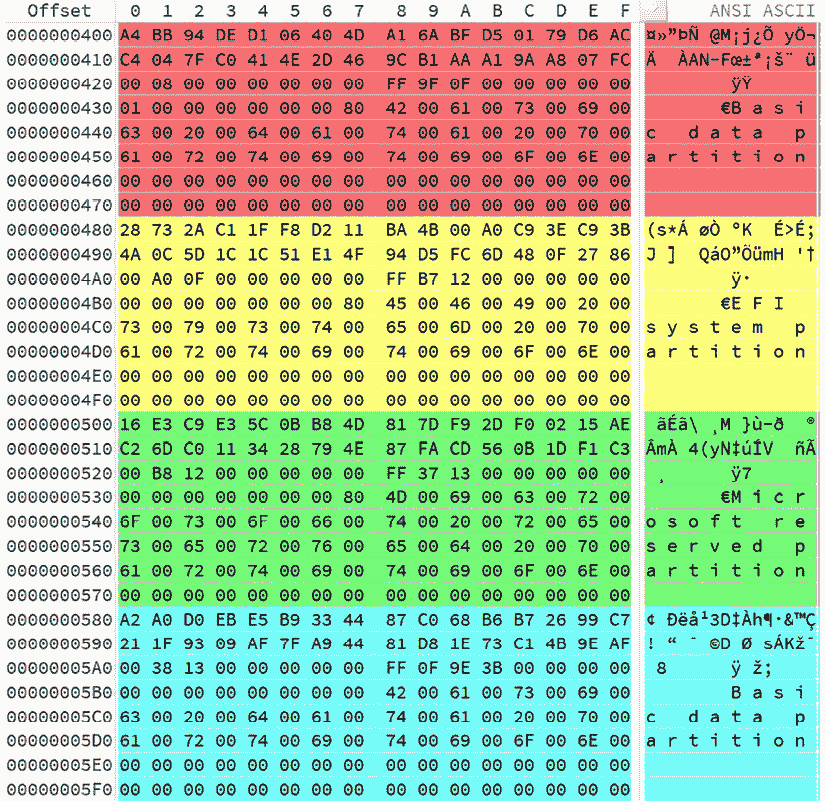 Offset 0 1 2 3 4 5 6 7 8 9 A B C D E F ANSI ASCII
0000000400 A4 BB 94 DE D1 06 40 4D A1 6A BF D5 01 79 D6 AC ¤»”ÞÑ @M¡j¿Õ yÖ¬
0000000410 C4 04 7F C0 41 4E 2D 46 9C B1 AA A1 9A A8 07 FC Ä ÀAN-Fœ±ª¡š¨ ü
0000000420 00 08 00 00 00 00 00 00 FF 9F 0F 00 00 00 00 00 ÿŸ
0000000430 01 00 00 00 00 00 00 80 42 00 61 00 73 00 69 00 €B a s i
0000000440 63 00 20 00 64 00 61 00 74 00 61 00 20 00 70 00 c d a t a p
0000000450 61 00 72 00 74 00 69 00 74 00 69 00 6F 00 6E 00 a r t i t i o n
0000000460 00 00 00 00 00 00 00 00 00 00 00 00 00 00 00 00
0000000470 00 00 00 00 00 00 00 00 00 00 00 00 00 00 00 00
0000000480 28 73 2A C1 1F F8 D2 11 BA 4B 00 A0 C9 3E C9 3B (s*Á øÒ °K É>É;
0000000490 4A 0C 5D 1C 1C 51 E1 4F 94 D5 FC 6D 48 0F 27 86 J ] QáO”ÕümH '†
00000004A0 00 A0 0F 00 00 00 00 00 FF B7 12 00 00 00 00 00 ÿ·
00000004B0 00 00 00 00 00 00 00 80 45 00 46 00 49 00 20 00 €E F I
00000004C0 73 00 79 00 73 00 74 00 65 00 6D 00 20 00 70 00 s y s t e m p
00000004D0 61 00 72 00 74 00 69 00 74 00 69 00 6F 00 6E 00 a r t i t i o n
00000004E0 00 00 00 00 00 00 00 00 00 00 00 00 00 00 00 00
00000004F0 00 00 00 00 00 00 00 00 00 00 00 00 00 00 00 00
0000000500 16 E3 C9 E3 5C 0B B8 4D 81 7D F9 2D F0 02 15 AE ãÉã\ ¸M }ù-ð ®
0000000510 C2 6D C0 11 34 28 79 4E 87 FA CD 56 0B 1D F1 C3 ÂmÀ 4(yN‡úÍV ñÃ
0000000520 00 B8 12 00 00 00 00 00 FF 37 13 00 00 00 00 00 ¸ ÿ7
0000000530 00 00 00 00 00 00 00 80 4D 00 69 00 63 00 72 00 €M i c r
0000000540 6F 00 73 00 6F 00 66 00 74 00 20 00 72 00 65 00 o s o f t r e
0000000550 73 00 65 00 72 00 76 00 65 00 64 00 20 00 70 00 s e r v e d p
0000000560 61 00 72 00 74 00 69 00 74 00 69 00 6F 00 6E 00 a r t i t i o n
0000000570 00 00 00 00 00 00 00 00 00 00 00 00 00 00 00 00
0000000580 A2 A0 D0 EB E5 B9 33 44 87 C0 68 B6 B7 26 99 C7 ¢ Ðëå¹3D‡Àh¶·&™Ç
0000000590 21 1F 93 09 AF 7F A9 44 81 D8 1E 73 C1 4B 9E AF ! “ ¯ ©D Ø sÁKž¯
00000005A0 00 38 13 00 00 00 00 00 FF 0F 9E 3B 00 00 00 00 8 ÿ ž;
00000005B0 00 00 00 00 00 00 00 00 42 00 61 00 73 00 69 00 B a s i
00000005C0 63 00 20 00 64 00 61 00 74 00 61 00 20 00 70 00 c d a t a p
00000005D0 61 00 72 00 74 00 69 00 74 00 69 00 6F 00 6E 00 a r t i t i o n
00000005E0 00 00 00 00 00 00 00 00 00 00 00 00 00 00 00 00
00000005F0 00 00 00 00 00 00 00 00 00 00 00 00 00 00 00 00